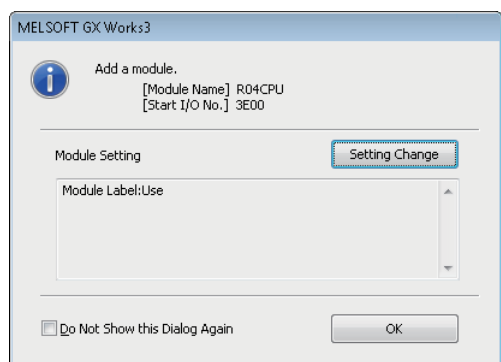 MELSOFT GX Works3
Add a module.
[Module Name] R04CPU
[Start I/O No.] 3E00
Module Setting
Setting Change
Module Label:Use
Do Not Show this Dialog Again
OK